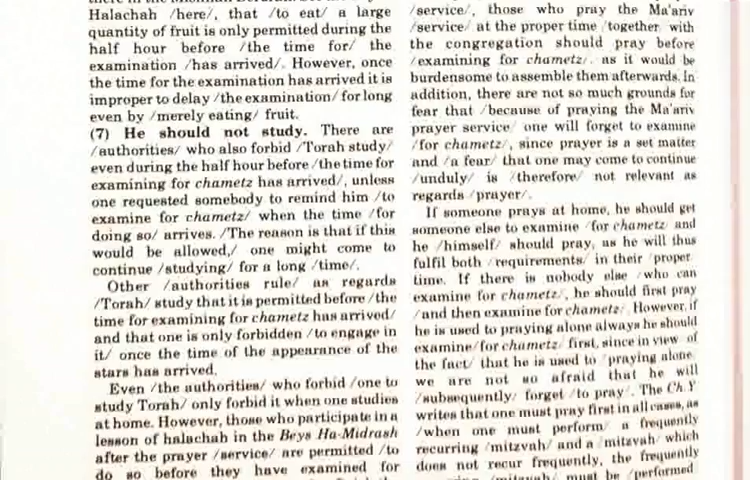 Halachah /here/, that /to eat/ a large
quantity of fruit is only permitted during the
half hour before /the time for/ the
examination /has arrived/. However, once
the time for the examination has arrived it is
improper to delay /the examination/ for long
even by /merely eating/ fruit.
(7) He should not study. There are
/authorities/ who also forbid /Torah study/
even during the half hour before /the time for
examining for chametz has arrived/, unless
one requested somebody to remind him /to
examine for chametz/ when the time /for
doing so/ arrives. /The reason is that if this
would be allowed,/ one might come to
continue /studying/ for a long /time/.
Other /authorities rule/ as regards
/Torah/ study that it is permitted before /the
time for examining for chametz has arrived/
and that one is only forbidden /to engage in
it/ once the time of the appearance of the
stars has arrived.
Even /the authorities/ who forbid /one to
study Torah/ only forbid it when one studies
at home. However, those who participate in a
lesson of halachah in the Beys Ha-Midrash
after the prayer /service/ are permitted /to
do so before they have examined for
/service/, those who pray the Ma'ariv
/service/ at the proper time /together/ with
the congregation should pray before
/examining for chametz/, as it would be
burdensome to assemble them afterwards. In
addition, there are not so much grounds for
fear that /because of praying the Ma'ariv
prayer service/ one will forget to examine
/for chametz/, since prayer is a set matter
and /a fear/ that one may come to continue
/unduly/ is /therefore/ not relevant as
regards /prayer/.
If someone prays at home, he should get
someone else to examine /for chametz/ and
he /himself/ should pray, as he will thus
fulfil both /requirements/ in their /proper/
time. If there is nobody else /who can
examine for chametz/, he should first pray
/and then examine for chametz/. However, if
he is used to praying alone always he should
examine /for chametz/ first, since in view of
the fact/ that he is used to /praying alone/
we are not so afraid that he will
/subsequently/ forget /to pray/. The Ch.Y.
writes that one must pray first in all cases, as
/when one must perform/ a frequently
recurring /mitzvah/ and a /mitzvah/ which
does not recur frequently, the frequently
/mitzvah/ must be /performed